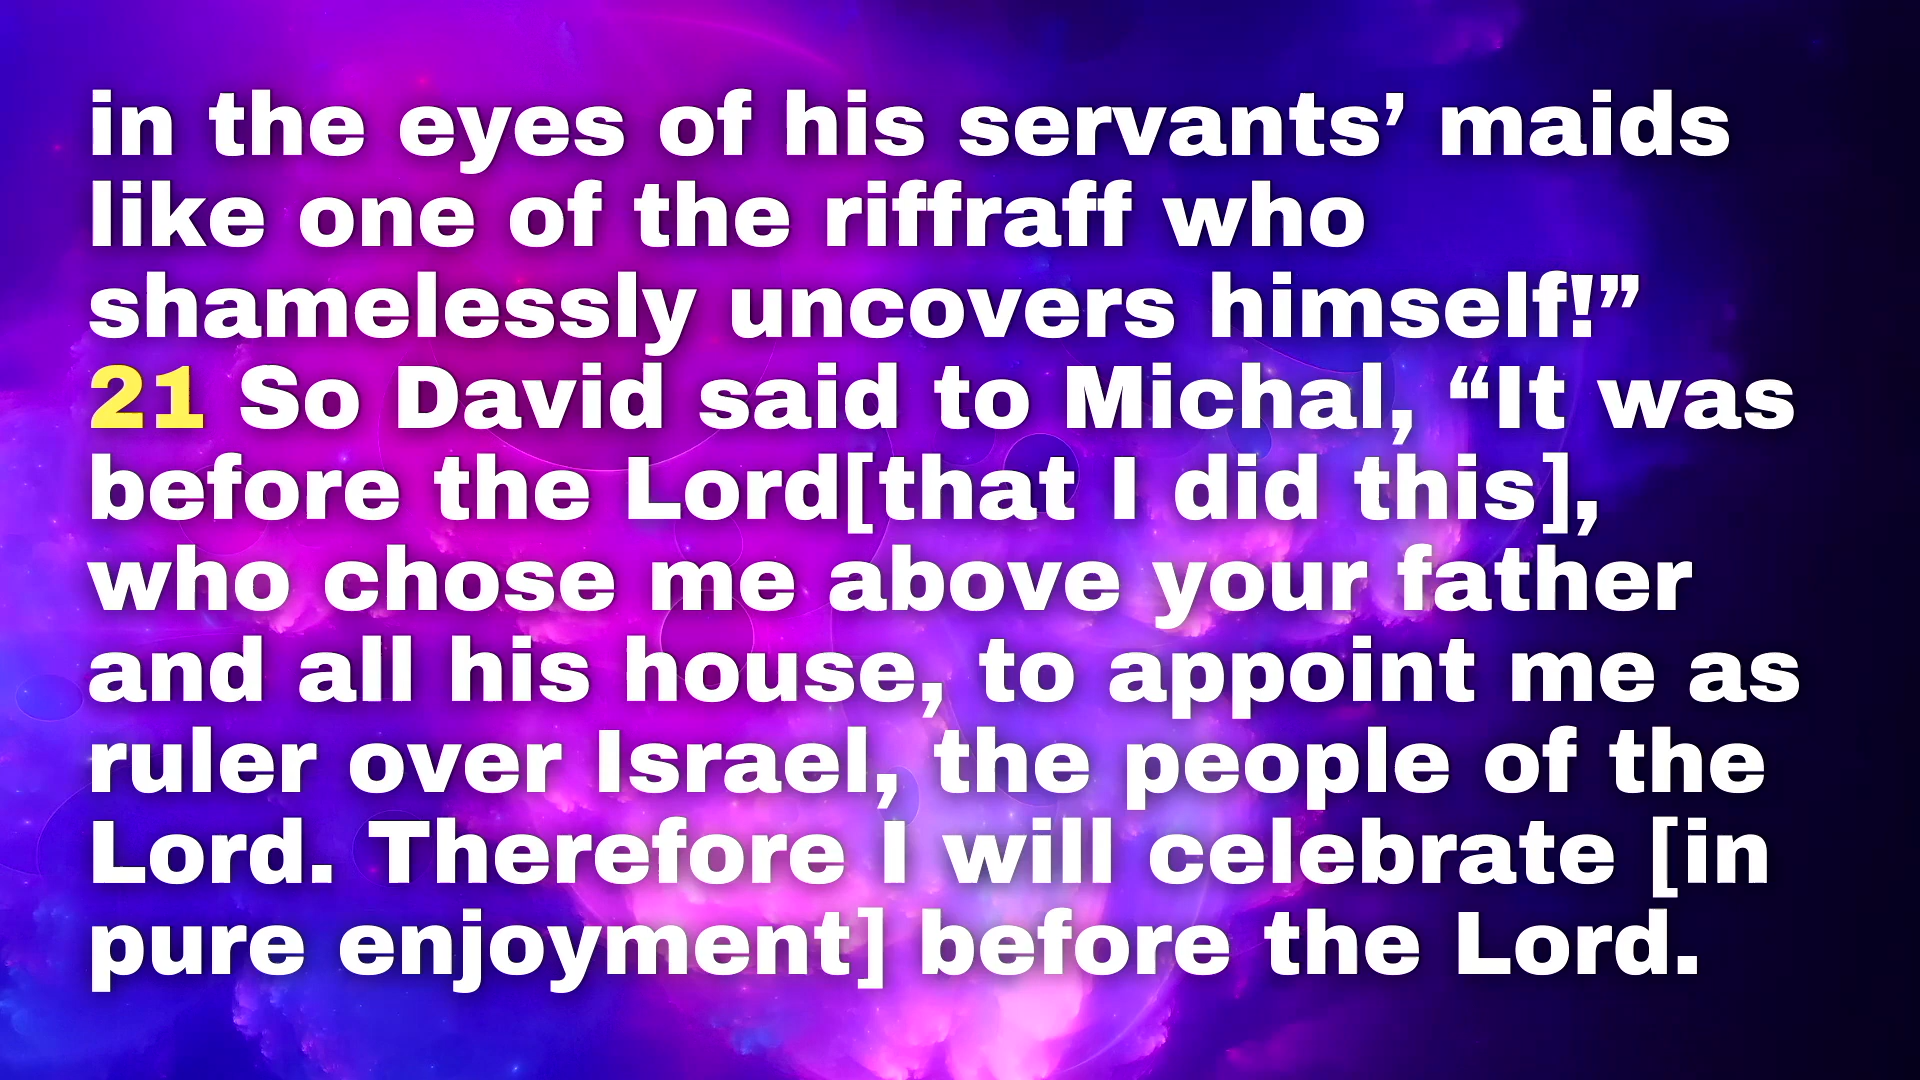 in the eyes of his servants’ maids
like one of the riffraff who
shamelessly uncovers himself!”
21 So David said to Michal, “It was
before the Lord[that I did this],
who chose me above your father
and all his house, to appoint me as
ruler over Israel, the people of the
Lord. Therefore I will celebrate [in
pure enjoyment] before the Lord.